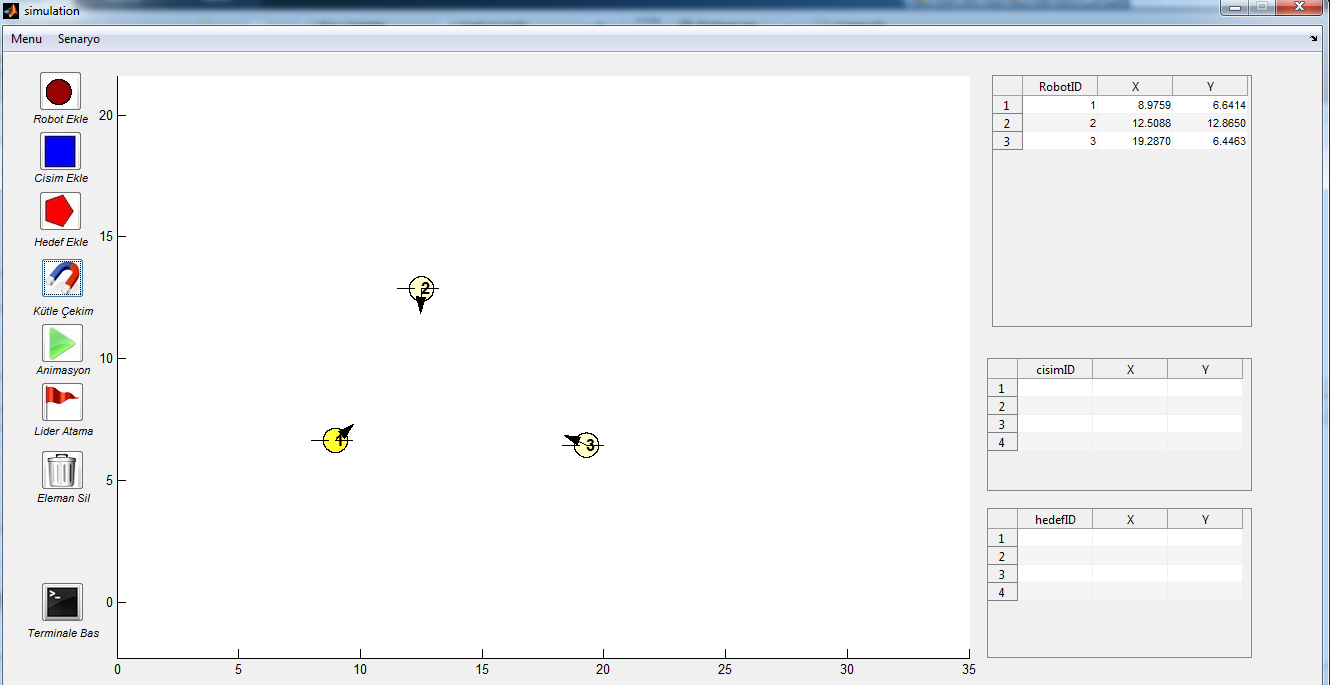 simulation
Menu Senaryo
Robot Ekle
Cisim Ekle
Hedef Ekle
Kütle Çekim
Animasyon
Lider Atama
Eleman Sil
>_
Terminale Bas
20
15
10
5
0
0 5 10 15 20 25 30 35
2
1
3
RobotID X Y
1 1 8.9759 6.6414
2 2 12.5088 12.8650
3 3 19.2870 6.4463
cisimID X Y
1
2
3
4
hedefID X Y
1
2
3
4